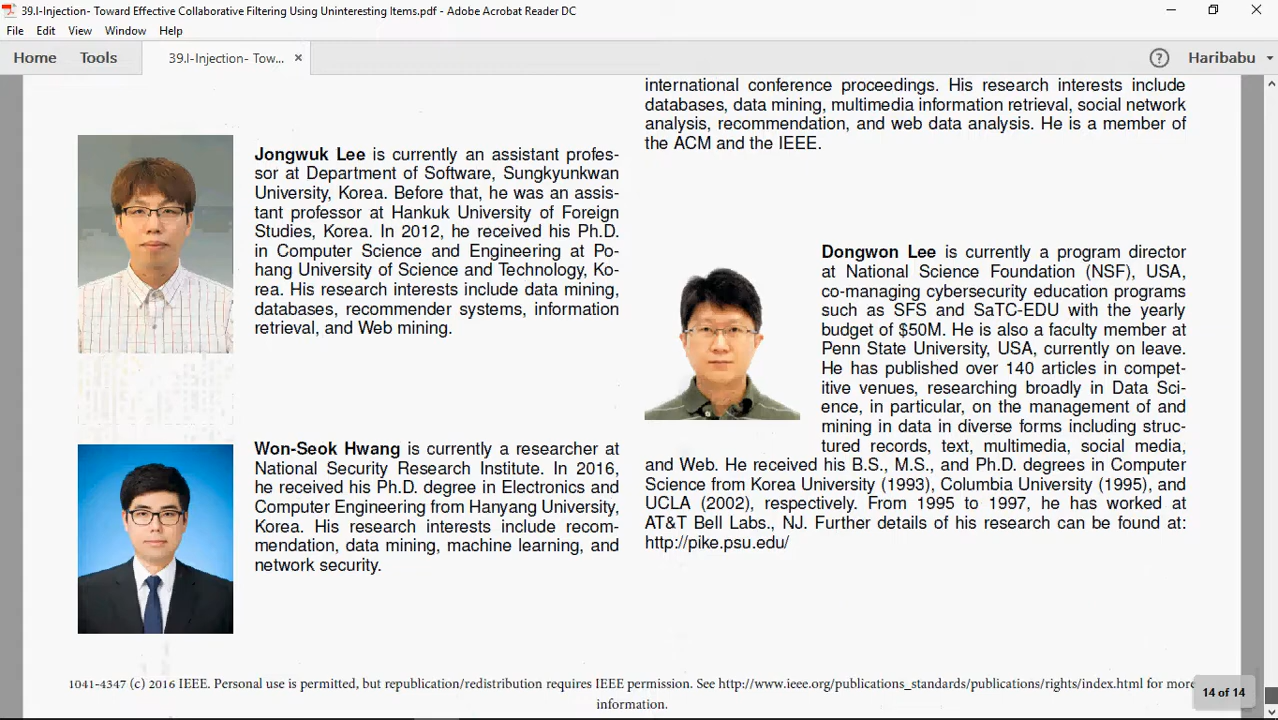 39.I-Injection- Toward Effective Collaborative Filtering Using Uninteresting Items.pdf - Adobe Acrobat Reader DC
File Edit View Window Help
Home Tools 39.I-Injection- Tow... × ? Haribabu
international conference proceedings. His research interests include
databases, data mining, multimedia information retrieval, social network
analysis, recommendation, and web data analysis. He is a member of
the ACM and the IEEE.
Jongwuk Lee is currently an assistant profes-
sor at Department of Software, Sungkyunkwan
University, Korea. Before that, he was an assis-
tant professor at Hankuk University of Foreign
Studies, Korea. In 2012, he received his Ph.D.
in Computer Science and Engineering at Po-
hang University of Science and Technology, Ko-
rea. His research interests include data mining,
databases, recommender systems, information
retrieval, and Web mining.
Won-Seok Hwang is currently a researcher at
National Security Research Institute. In 2016,
he received his Ph.D. degree in Electronics and
Computer Engineering from Hanyang University,
Korea. His research interests include recom-
mendation, data mining, machine learning, and
network security.
Dongwon Lee is currently a program director
at National Science Foundation (NSF), USA,
co-managing cybersecurity education programs
such as SFS and SaTC-EDU with the yearly
budget of $50M. He is also a faculty member at
Penn State University, USA, currently on leave.
He has published over 140 articles in compet-
itive venues, researching broadly in Data Sci-
ence, in particular, on the management of and
mining in data in diverse forms including struc-
tured records, text, multimedia, social media,
and Web. He received his B.S., M.S., and Ph.D. degrees in Computer
Science from Korea University (1993), Columbia University (1995), and
UCLA (2002), respectively. From 1995 to 1997, he has worked at
AT&T Bell Labs., NJ. Further details of his research can be found at:
http://pike.psu.edu/
1041-4347 (c) 2016 IEEE. Personal use is permitted, but republication/redistribution requires IEEE permission. See http://www.ieee.org/publications_standards/publications/rights/index.html for more
information.
14 of 14